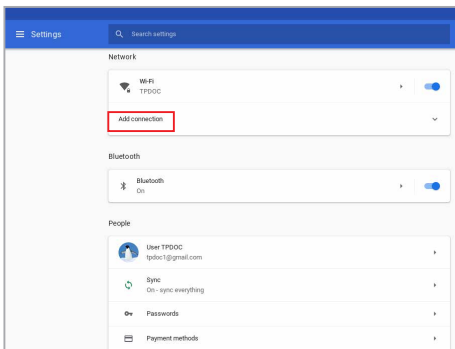 Settings
Search settings
Network
Wi-Fi
TPDOC
Add connection
Bluetooth
Bluetooth
On
People
User TPDOC
tpdoc1@gmail.com
Sync
On - sync everything
Passwords
Payment methods